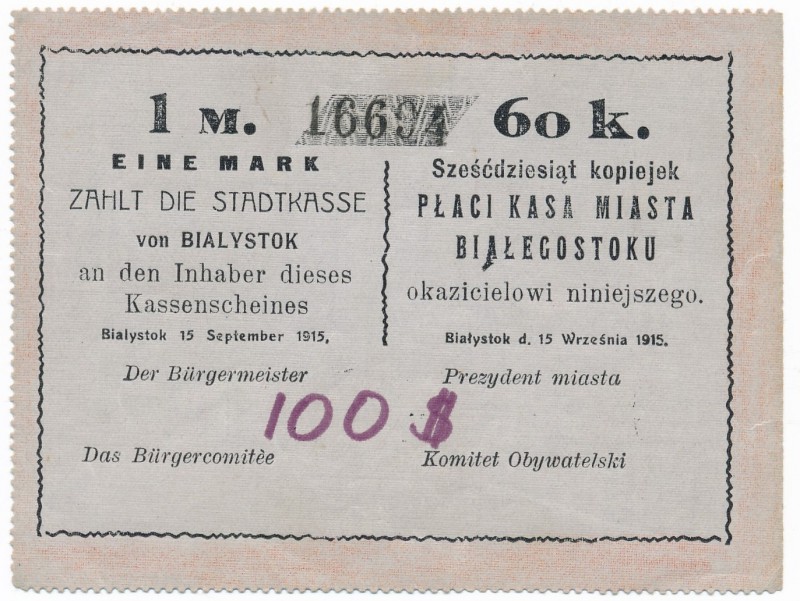 1 M.
16694
60 k.
EINE MARK
ZAHLT DIE STADTKASSE
von BIALYSTOK
an den Inhaber dieses
Kassenscheines
Bialystok 15 September 1915,
Sześćdziesiąt kopiejek
PŁACI KASA MIASTA
BIĄŁEGOSTOKU
okazicielowi niniejszego.
Białystok d. 15 Września 1915.
Der Bürgermeister
Prezydent miasta
100 $
Das Bürgercomitèe
Komitet Obywatelski